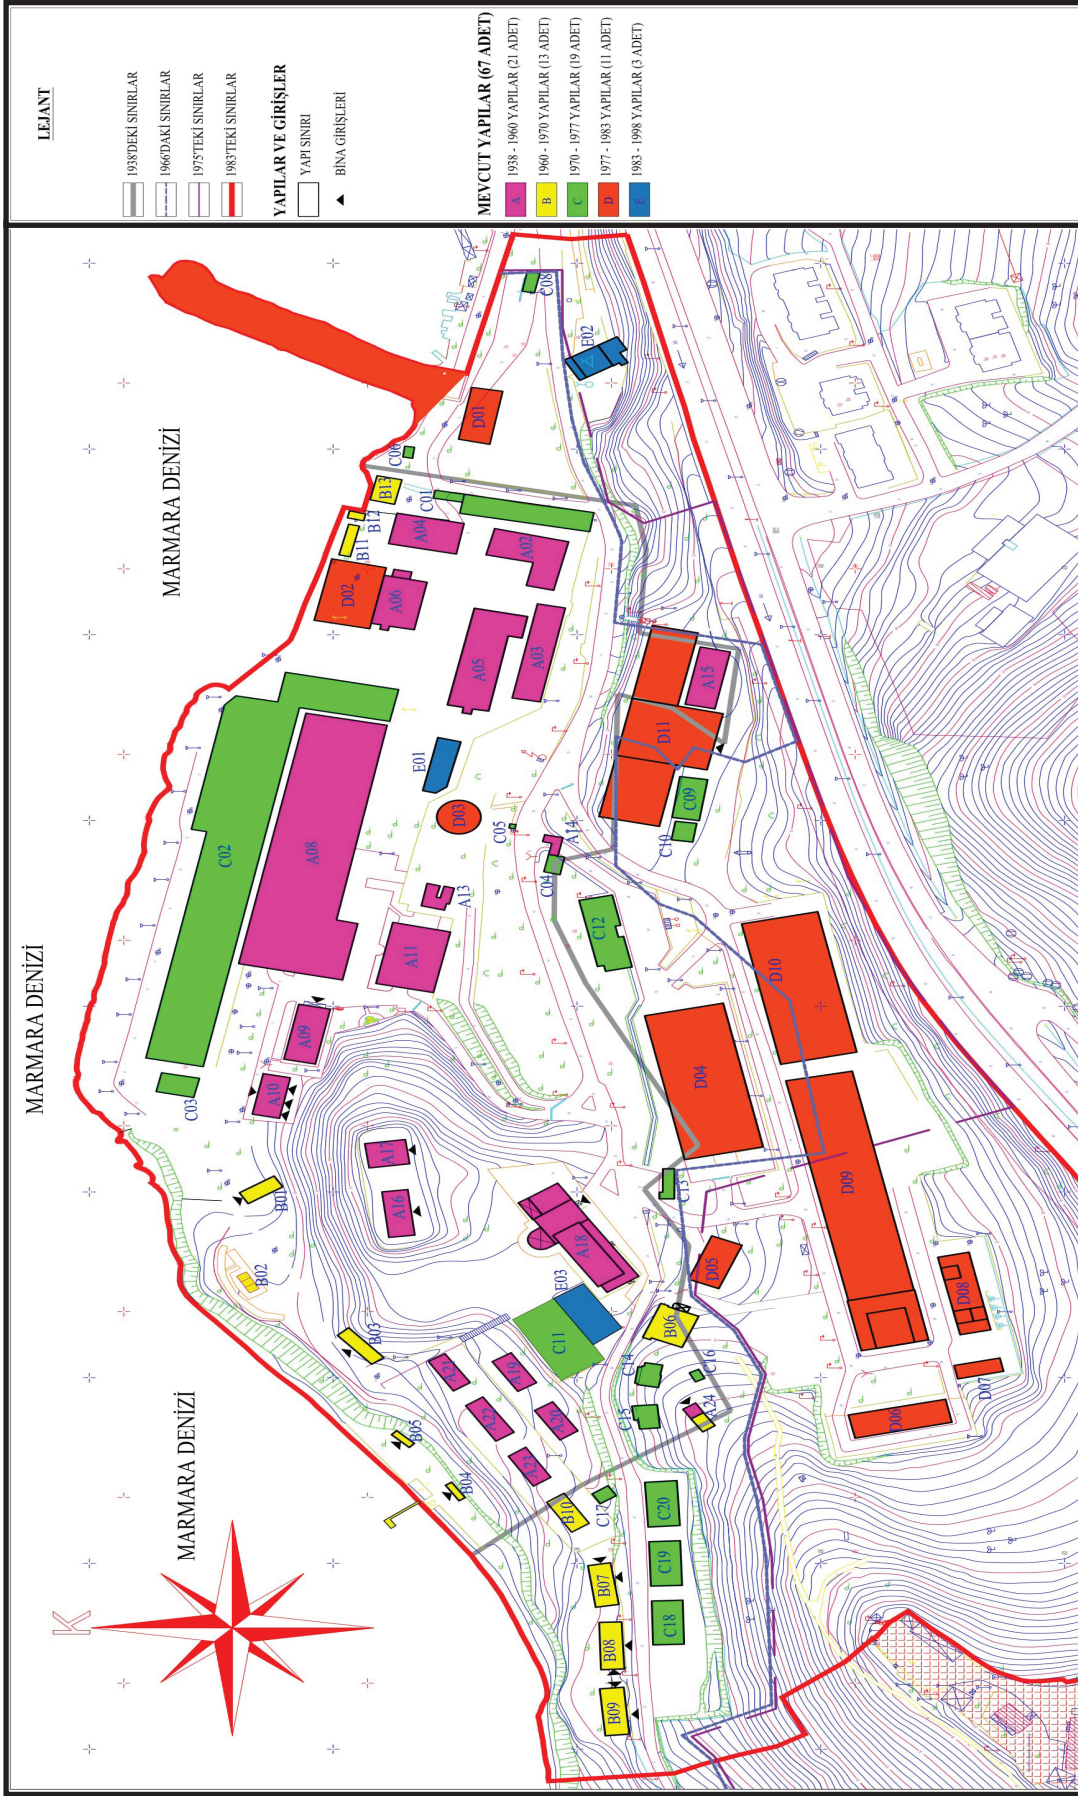 LEJANT
1938'DEKİ SINIRLAR
1966'DAKİ SINIRLAR
1975'TEKİ SINIRLAR
1983'TEKİ SINIRLAR
YAPILAR VE GİRİŞLER
YAPI SINIRI
BİNA GİRİŞLERİ
MEVCUT YAPILAR (67 ADET)
A 1938 - 1960 YAPILAR (21 ADET)
B 1960 - 1970 YAPILAR (13 ADET)
C 1970 - 1977 YAPILAR (19 ADET)
D 1977 - 1983 YAPILAR (11 ADET)
E 1983 - 1998 YAPILAR (3 ADET)
MARMARA DENİZİ
MARMARA DENİZİ
MARMARA DENİZİ
K
C03
C02
A10
A09
A08
B01
B02
B03
B05
B04
A17
A16
A11
A13
D03
E01
D02
B11
B12
B13
C06
A06
A04
C01
D01
C08
A05
A03
A02
E02
C05
C04
A14
A21
A22
A23
A19
A20
A18
E03
C11
C12
B10
C17
B07
B08
B09
C14
C15
B06
C16
A24
C20
C19
C18
C13
D05
D04
D10
D11
A15
C09
C10
D09
D08
D07
D06